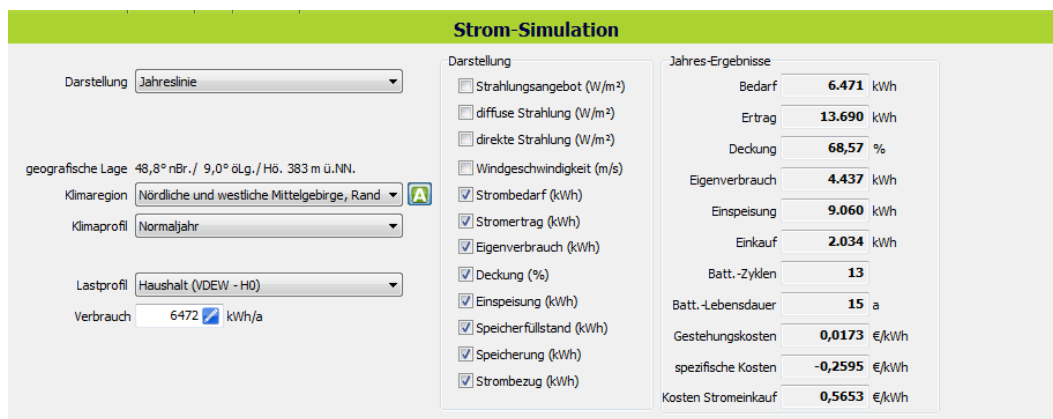 Strom-Simulation
Darstellung Jahreslinie
geografische Lage 48,8° nBr./ 9,0° öLg./ Hö. 383 m ü.NN.
Klimaregion Nördliche und westliche Mittelgebirge, Rand A
Klimaprofil Normaljahr
Lastprofil Haushalt (VDEW - H0)
Verbrauch 6472 kWh/a
Darstellung
Strahlungsangebot (W/m²)
diffuse Strahlung (W/m²)
direkte Strahlung (W/m²)
Windgeschwindigkeit (m/s)
Strombedarf (kWh)
Stromertrag (kWh)
Eigenverbrauch (kWh)
Deckung (%)
Einspeisung (kWh)
Speicherfüllstand (kWh)
Speicherung (kWh)
Strombezug (kWh)
Jahres-Ergebnisse
Bedarf 6.471 kWh
Ertrag 13.690 kWh
Deckung 68,57 %
Eigenverbrauch 4.437 kWh
Einspeisung 9.060 kWh
Einkauf 2.034 kWh
Batt.-Zyklen 13
Batt.-Lebensdauer 15 a
Gestehungskosten 0,0173 €/kWh
spezifische Kosten -0,2595 €/kWh
Kosten Stromeinkauf 0,5653 €/kWh